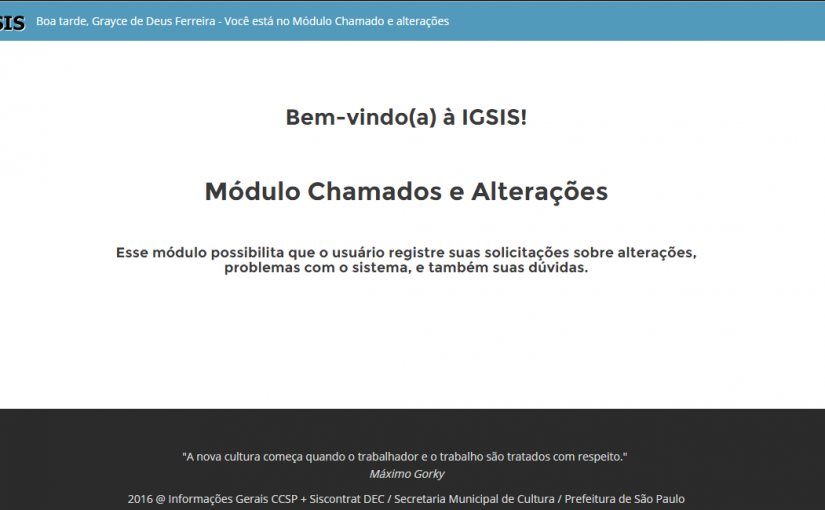 SIS Boa tarde, Grayce de Deus Ferreira - Você está no Módulo Chamado e alterações
Bem-vindo(a) à IGSIS!
Módulo Chamados e Alterações
Esse módulo possibilita que o usuário registre suas solicitações sobre alterações,
problemas com o sistema, e também suas dúvidas.
"A nova cultura começa quando o trabalhador e o trabalho são tratados com respeito."
Máximo Gorky
2016 @ Informações Gerais CCSP + Siscontrat DEC / Secretaria Municipal de Cultura / Prefeitura de São Paulo